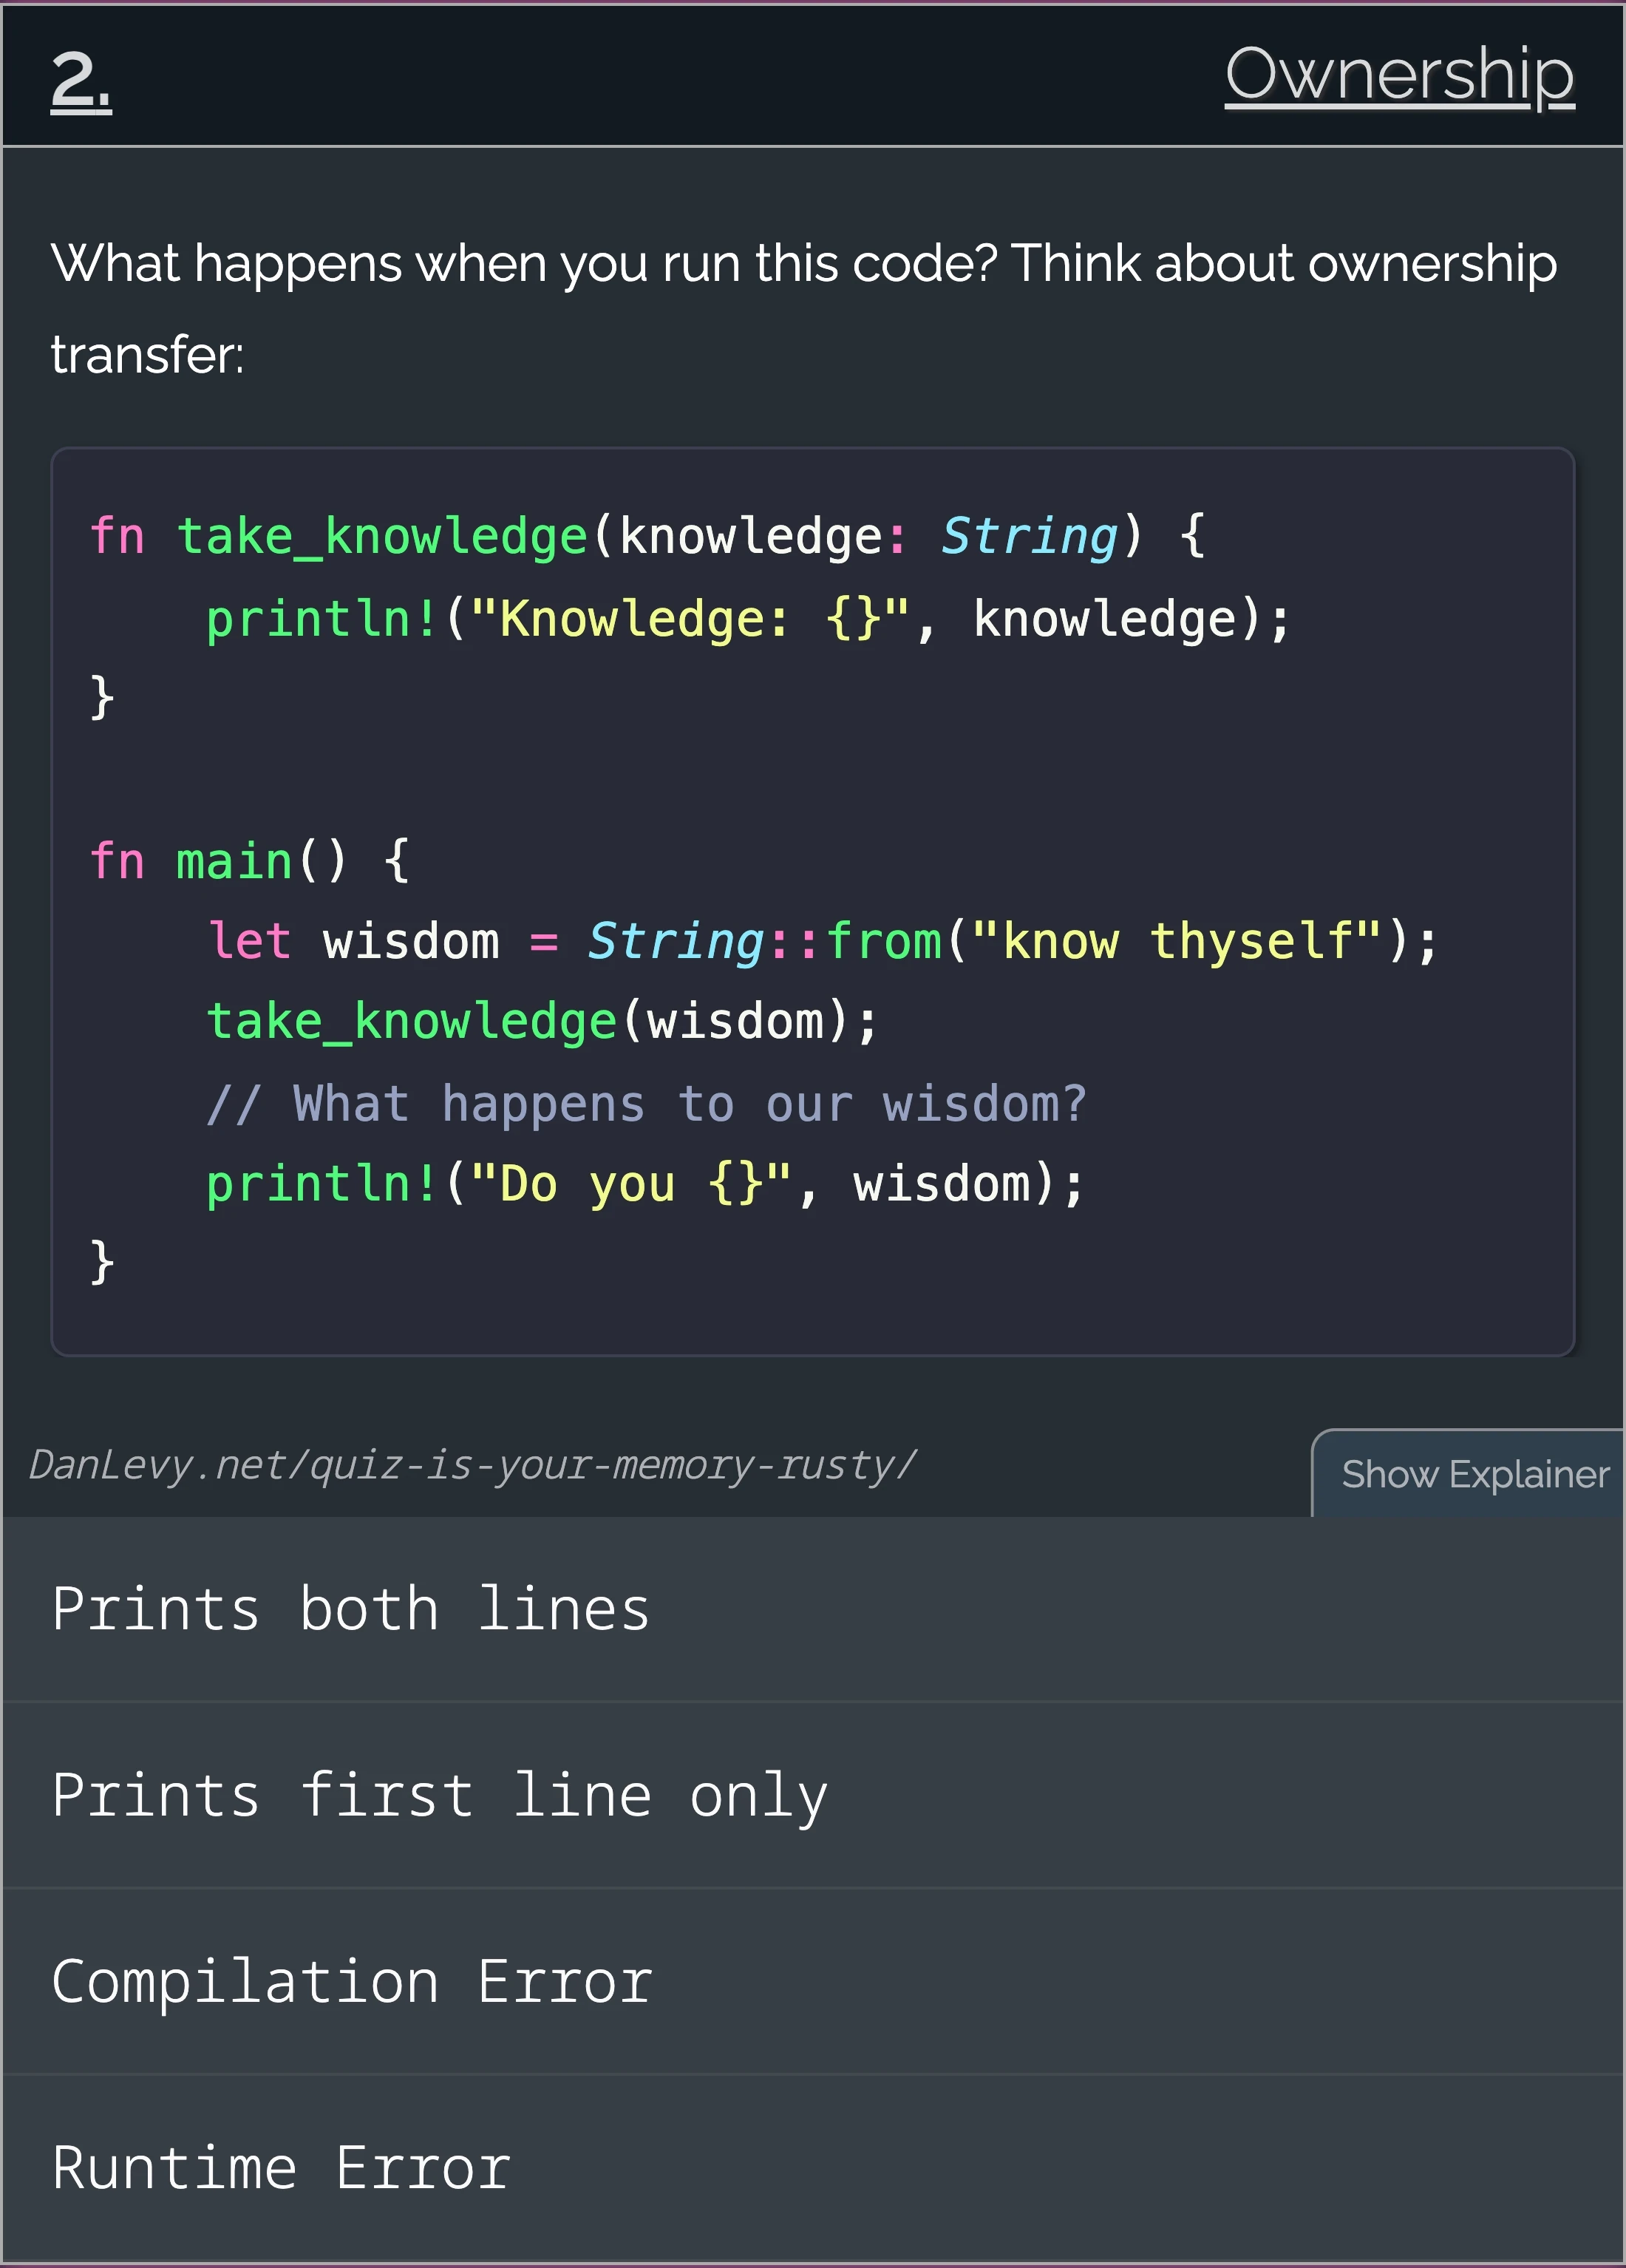 2.
Ownership
What happens when you run this code? Think about ownership
transfer:
fn take_knowledge(knowledge: String) {
    println!("Knowledge: {}", knowledge);
}
fn main() {
    let wisdom = String::from("know thyself");
    take_knowledge(wisdom);
    // What happens to our wisdom?
    println!("Do you {}", wisdom);
}
DanLevy.net/quiz-is-your-memory-rusty/
Show Explainer
Prints both lines
Prints first line only
Compilation Error
Runtime Error